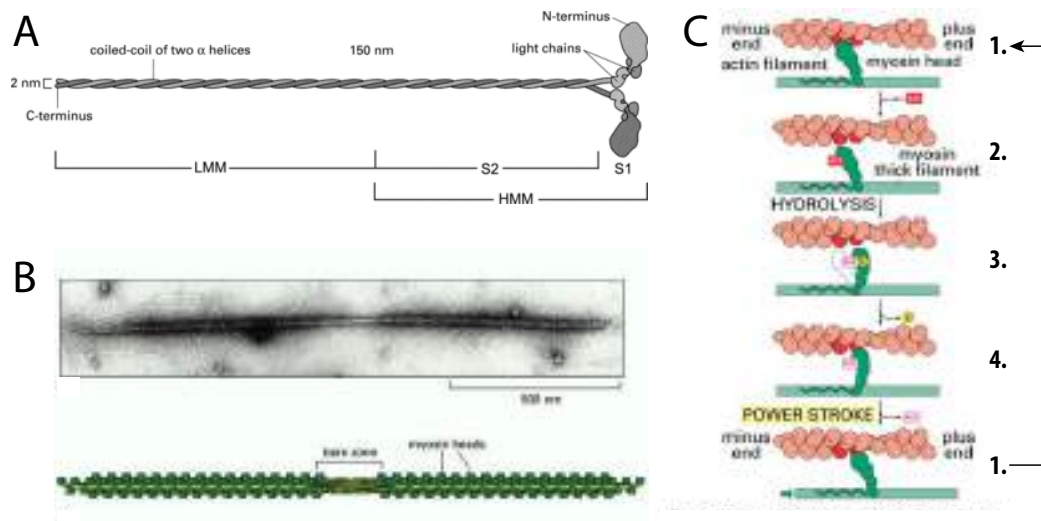 A
N-terminus
coiled-coil of two α helices
150 nm
light chains
2 nm
C-terminus
LMM
S2
S1
HMM
B
bare zone
myosin heads
C
minus end
plus end
1.
actin filament
myosin head
2.
myosin
thick filament
HYDROLYSIS
3.
4.
POWER STROKE
minus end
plus end
1.